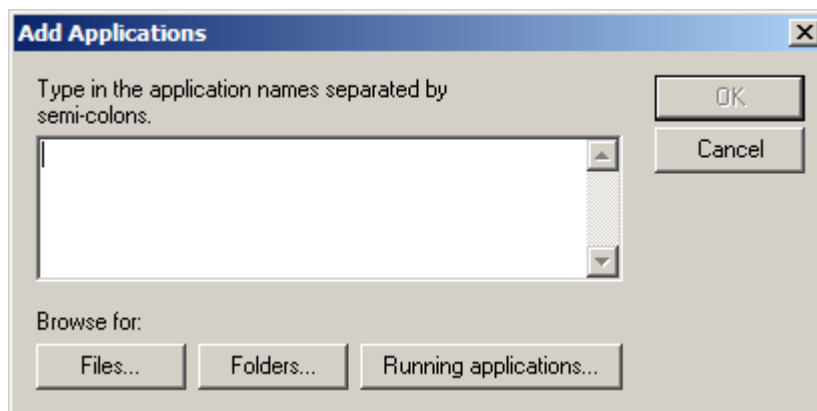 Add Applications
Type in the application names separated by
semi-colons.
OK
Cancel
Browse for:
Files...
Folders...
Running applications...